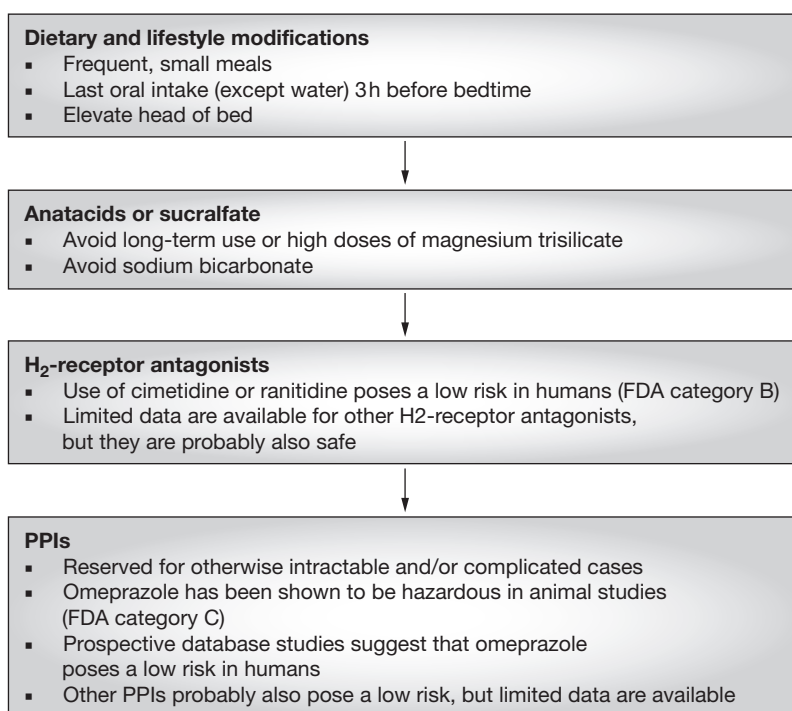 Dietary and lifestyle modifications
▪ Frequent, small meals
▪ Last oral intake (except water) 3h before bedtime
▪ Elevate head of bed
Anatacids or sucralfate
▪ Avoid long-term use or high doses of magnesium trisilicate
▪ Avoid sodium bicarbonate
H₂-receptor antagonists
▪ Use of cimetidine or ranitidine poses a low risk in humans (FDA category B)
▪ Limited data are available for other H2-receptor antagonists,
but they are probably also safe
PPIs
▪ Reserved for otherwise intractable and/or complicated cases
▪ Omeprazole has been shown to be hazardous in animal studies
(FDA category C)
▪ Prospective database studies suggest that omeprazole
poses a low risk in humans
▪ Other PPIs probably also pose a low risk, but limited data are available